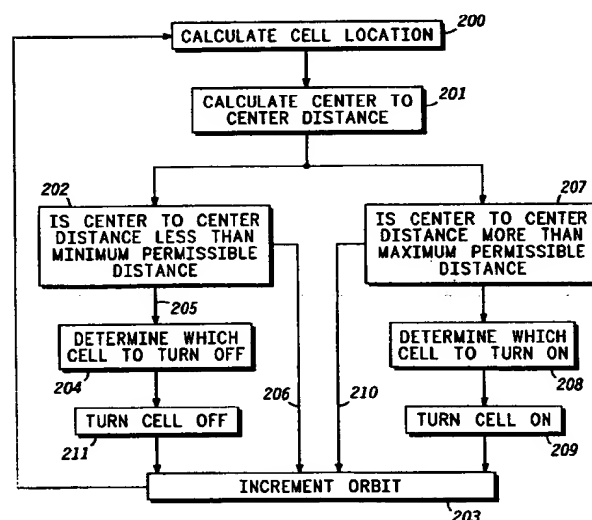 CALCULATE CELL LOCATION
200
CALCULATE CENTER TO
CENTER DISTANCE
201
202
IS CENTER TO CENTER
DISTANCE LESS THAN
MINIMUM PERMISSIBLE
DISTANCE
207
IS CENTER TO CENTER
DISTANCE MORE THAN
MAXIMUM PERMISSIBLE
DISTANCE
205
DETERMINE WHICH
CELL TO TURN OFF
204
206
210
DETERMINE WHICH
CELL TO TURN ON
208
TURN CELL OFF
211
TURN CELL ON
209
INCREMENT ORBIT
203